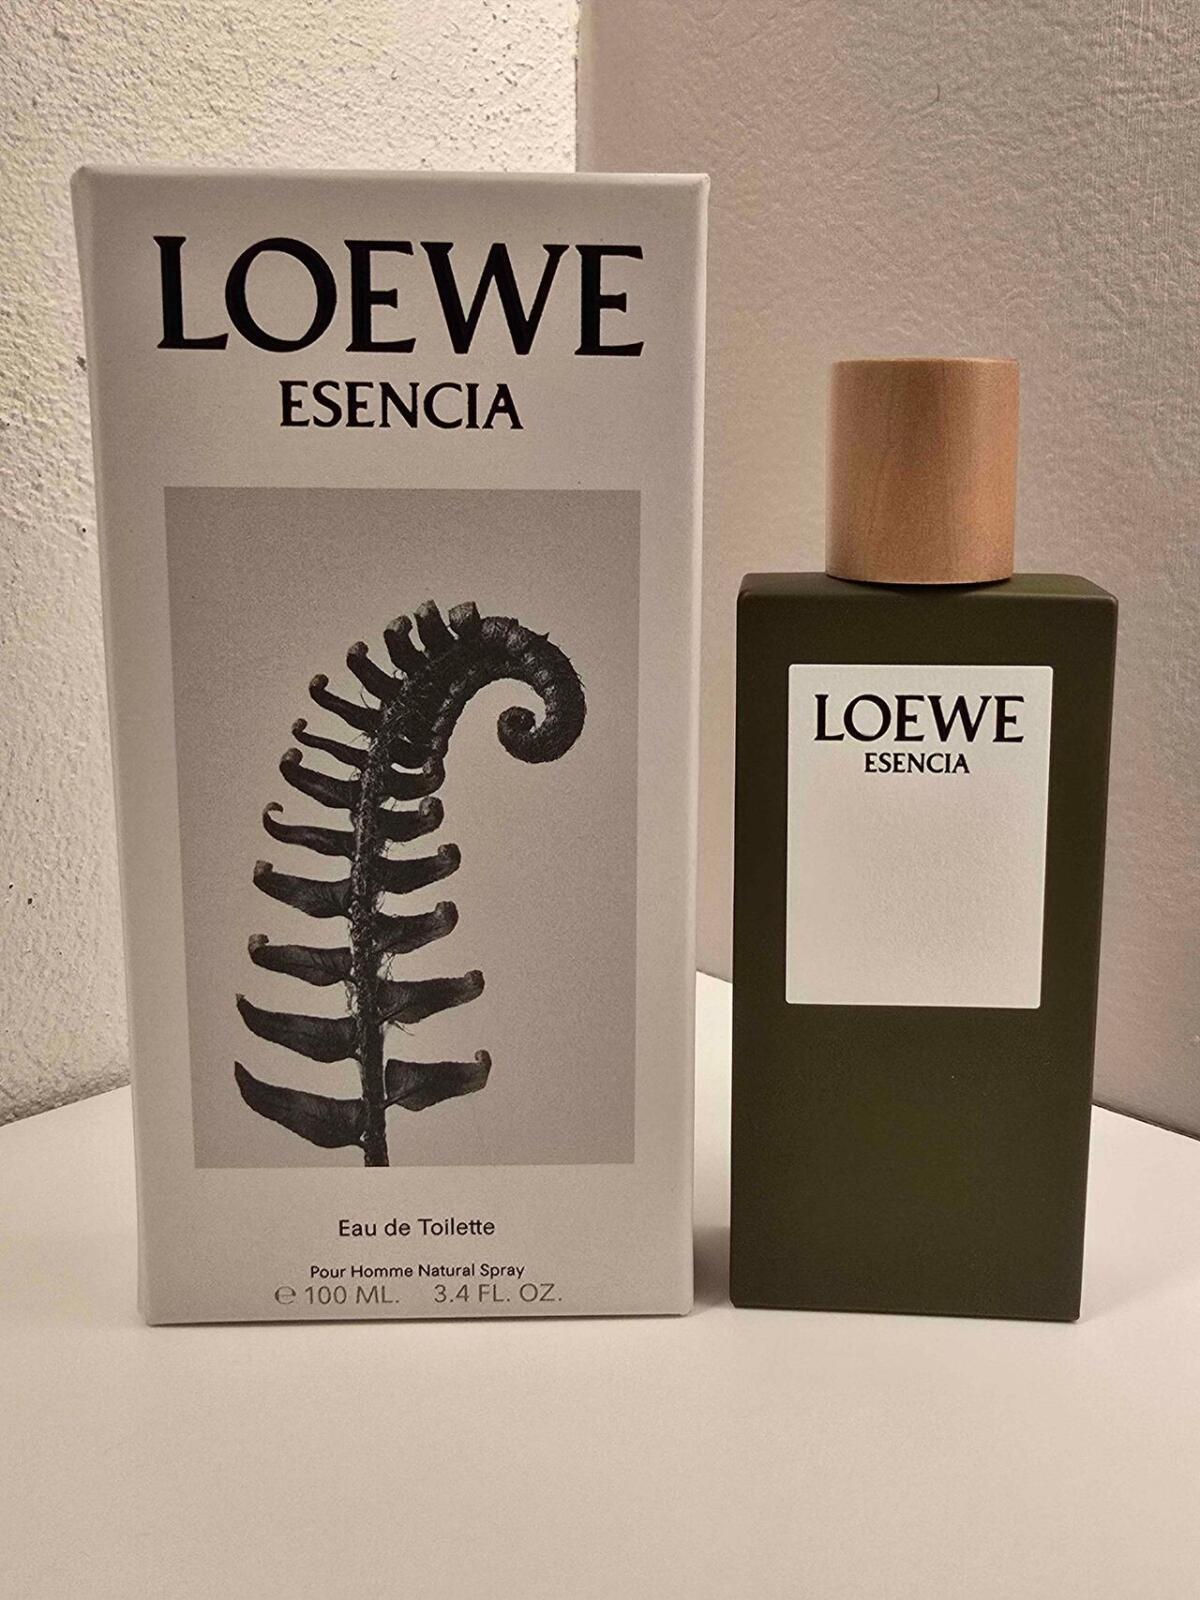 LOEWE
ESENCIA
Eau de Toilette
Pour Homme Natural Spray
℮ 100 ML. 3.4 FL. OZ.
LOEWE
ESENCIA